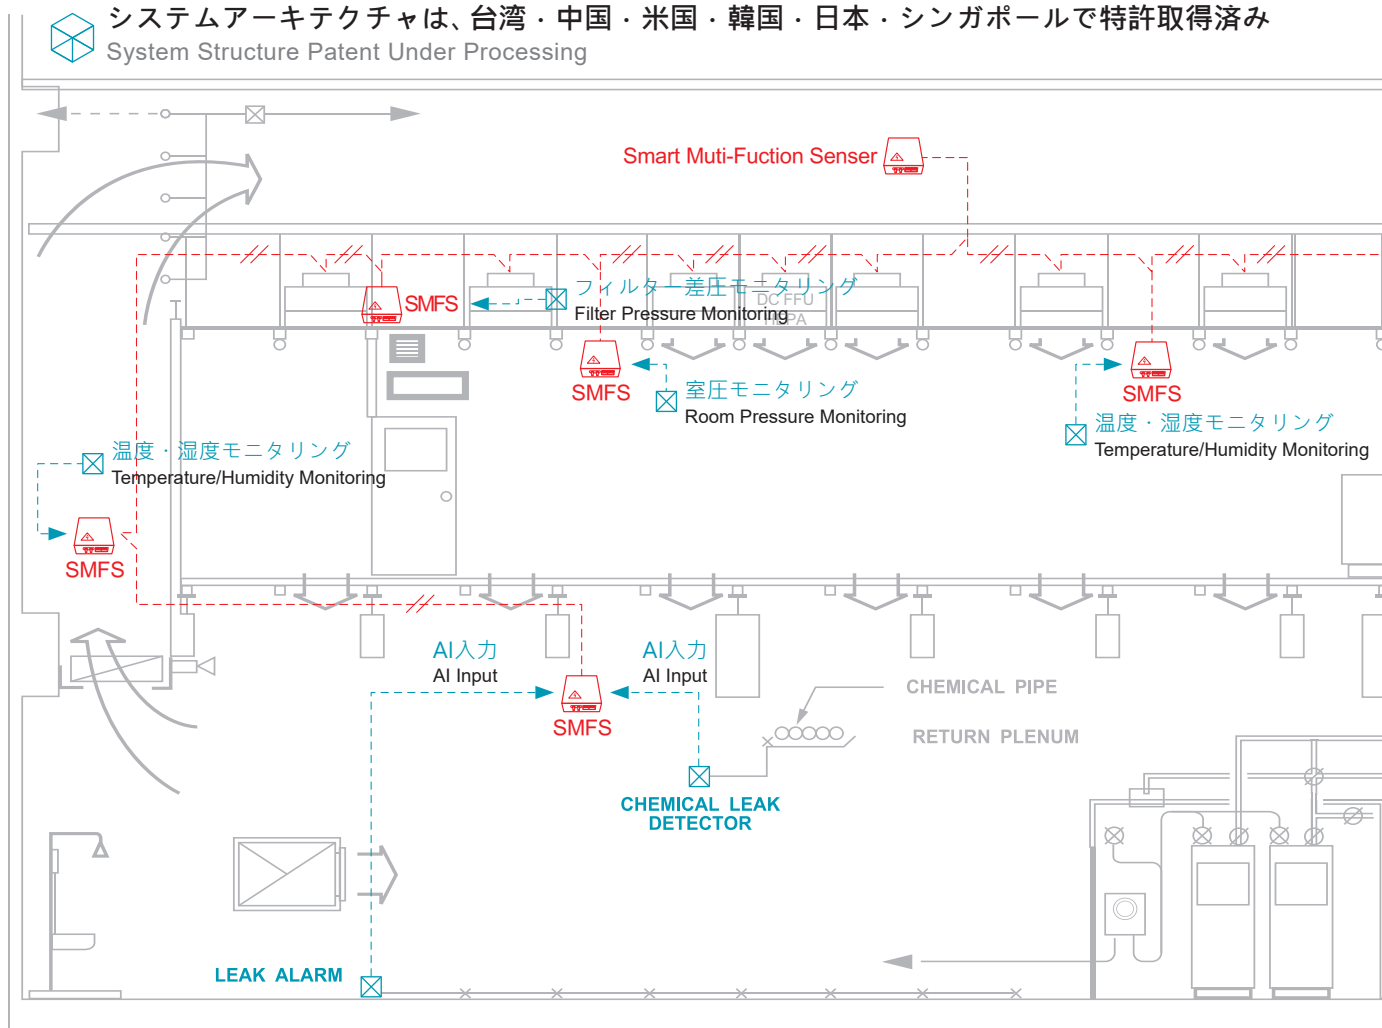 システムアーキテクチャは、台湾・中国・米国・韓国・日本・シンガポールで特許取得済み
System Structure Patent Under Processing
Smart Muti-Fuction Senser
SMFS
フィルター差圧モニタリング
Filter Pressure Monitoring
DC FFU
HEPA
SMFS
室圧モニタリング
Room Pressure Monitoring
SMFS
温度・湿度モニタリング
Temperature/Humidity Monitoring
温度・湿度モニタリング
Temperature/Humidity Monitoring
SMFS
AI入力
AI Input
AI入力
AI Input
SMFS
CHEMICAL PIPE
RETURN PLENUM
CHEMICAL LEAK
DETECTOR
LEAK ALARM